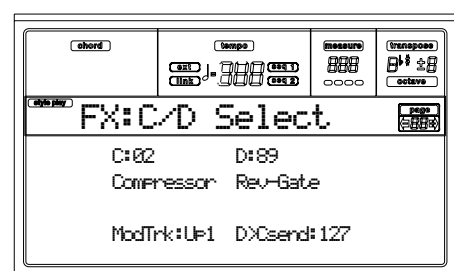 chord tempo measure transpose
ext seq 1
link seq 2
octave
style play FX:C/D Select page
C:02 D:89
Compressor Rev-Gate
ModTrk:UP1 DXCsend:127